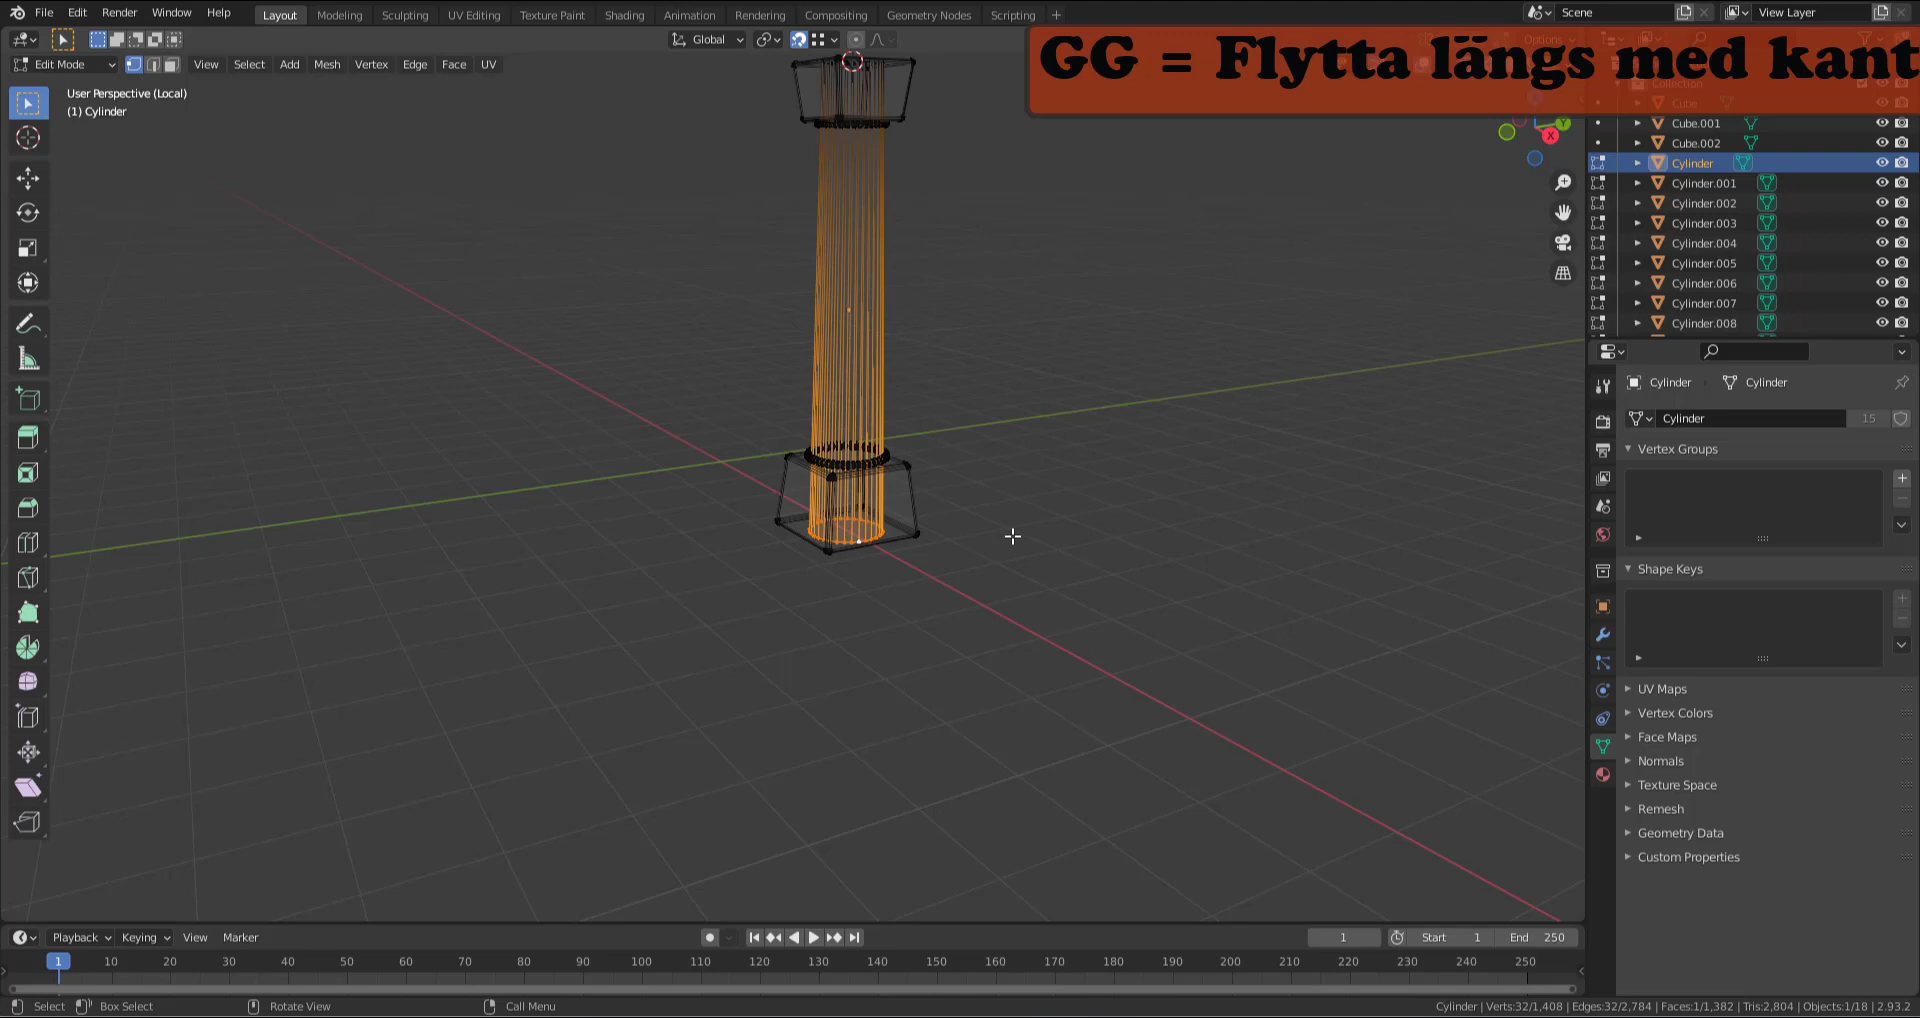 File Edit Render Window Help Layout Modeling Sculpting UV Editing Texture Paint Shading Animation Rendering Compositing Geometry Nodes Scripting + Scene View Layer
Global Options
GG = Flytta längs med kant
Edit Mode View Select Add Mesh Vertex Edge Face UV
User Perspective (Local)
(1) Cylinder
Collection
Cube
Cube.001
Cube.002
Cylinder
Cylinder.001
Cylinder.002
Cylinder.003
Cylinder.004
Cylinder.005
Cylinder.006
Cylinder.007
Cylinder.008
Y
X
Cylinder Cylinder
Cylinder 15
Vertex Groups
Shape Keys
UV Maps
Vertex Colors
Face Maps
Normals
Texture Space
Remesh
Geometry Data
Custom Properties
Playback Keying View Marker 1 Start 1 End 250
1 10 20 30 40 50 60 70 80 90 100 110 120 130 140 150 160 170 180 190 200 210 220 230 240 250
Select Box Select Rotate View Call Menu Cylinder | Verts:32/1,408 | Edges:32/2,784 | Faces:1/1,382 | Tris:2,804 | Objects:1/18 | 2.93.2